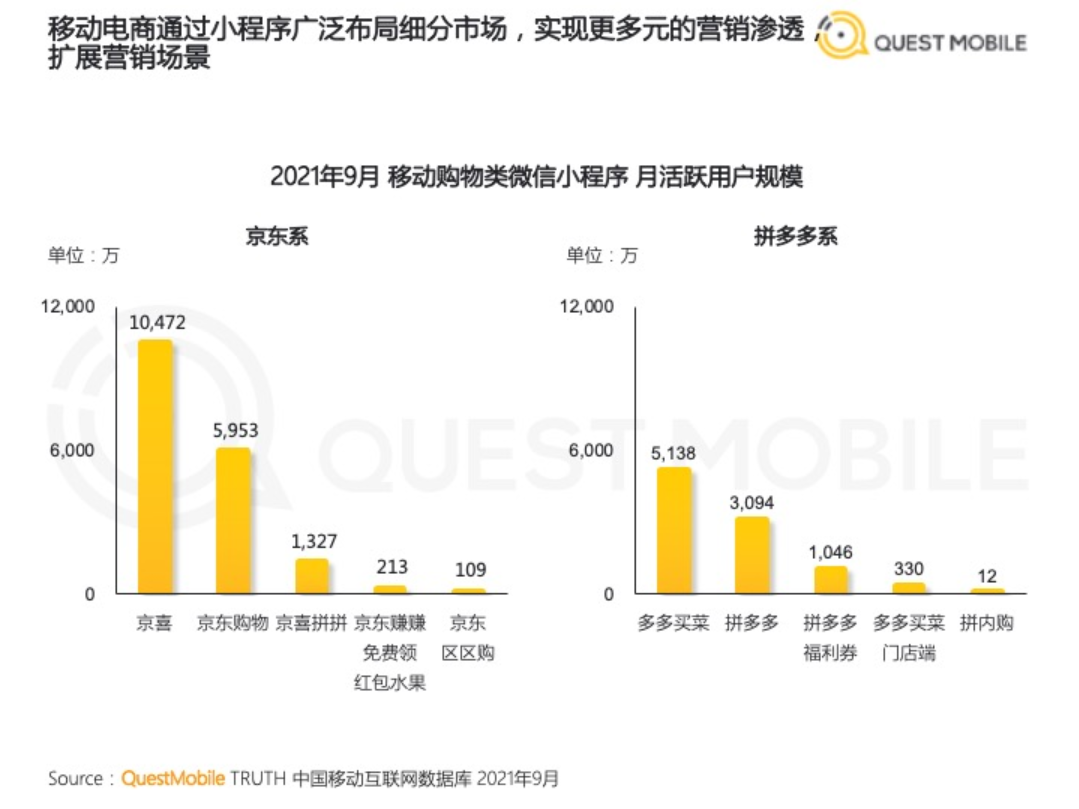 移动电商通过小程序广泛布局细分市场，实现更多元的营销渗透，
扩展营销场景
QUEST MOBILE
2021年9月 移动购物类微信小程序 月活跃用户规模
京东系
单位：万
12,000
6,000
0
10,472
5,953
1,327
213
109
京喜
京东购物
京喜拼拼
京东赚赚
免费领
红包水果
京东
区区购
拼多多系
单位：万
12,000
6,000
0
5,138
3,094
1,046
330
12
多多买菜
拼多多
拼多多
福利券
多多买菜
门店端
拼内购
QUEST MOBILE
Source：QuestMobile TRUTH 中国移动互联网数据库 2021年9月